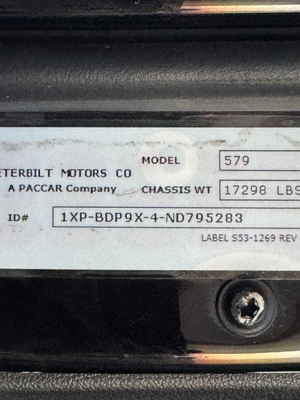 ETERBILT MOTORS CO MODEL 579
A PACCAR Company CHASSIS WT 17298 LBS
ID# 1XP-BDP9X-4-ND795283
LABEL S53-1269 REV